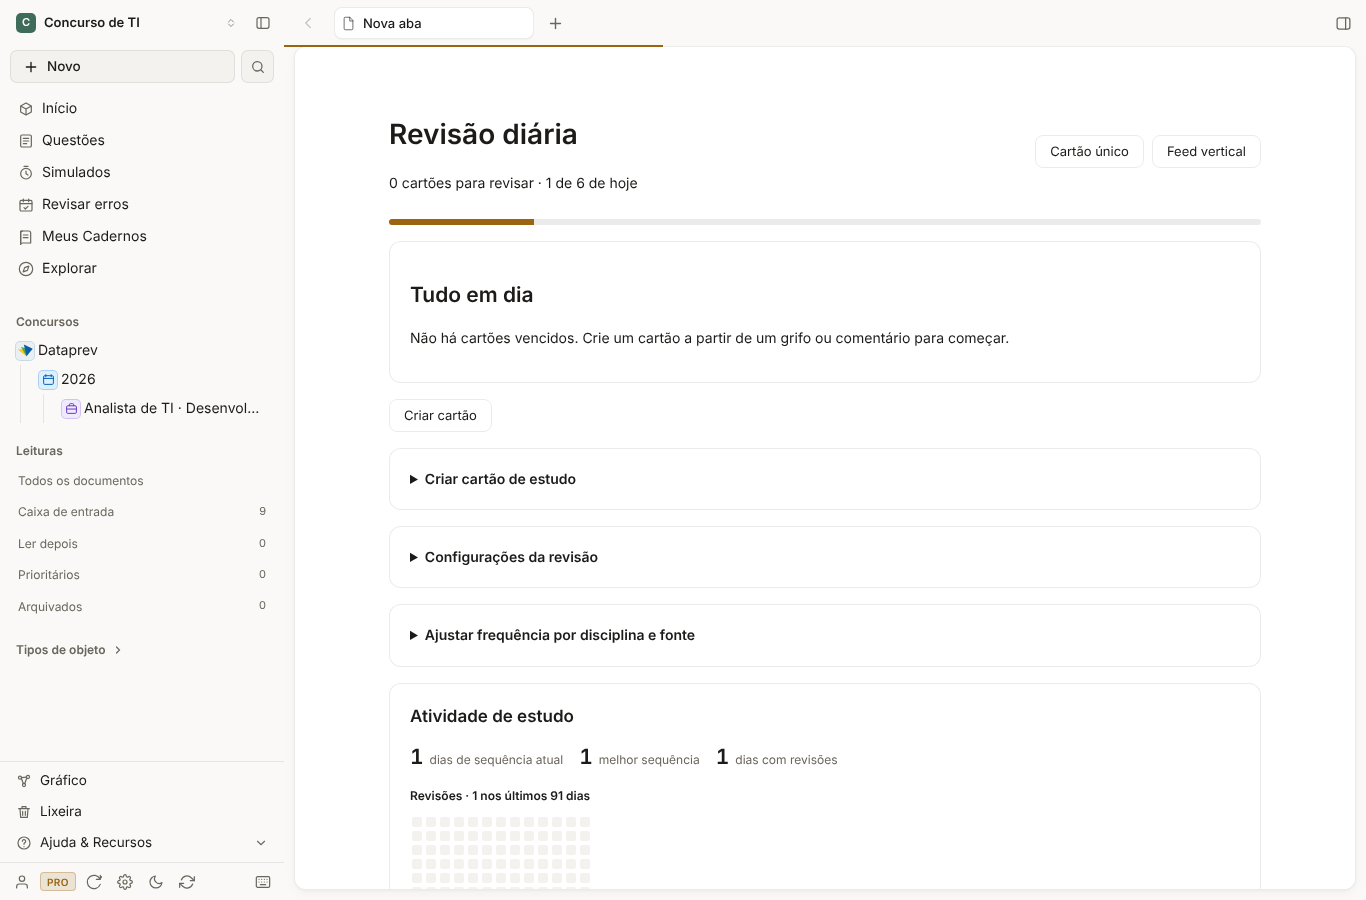 C Concurso de TI
Nova aba
Novo
Início
Questões
Simulados
Revisar erros
Meus Cadernos
Explorar
Concursos
Dataprev
2026
Analista de TI · Desenvol...
Leituras
Todos os documentos
Caixa de entrada 9
Ler depois 0
Prioritários 0
Arquivados 0
Tipos de objeto
Gráfico
Lixeira
Ajuda & Recursos
PRO
Revisão diária
Cartão único
Feed vertical
0 cartões para revisar · 1 de 6 de hoje
Tudo em dia
Não há cartões vencidos. Crie um cartão a partir de um grifo ou comentário para começar.
Criar cartão
Criar cartão de estudo
Configurações da revisão
Ajustar frequência por disciplina e fonte
Atividade de estudo
1 dias de sequência atual 1 melhor sequência 1 dias com revisões
Revisões · 1 nos últimos 91 dias